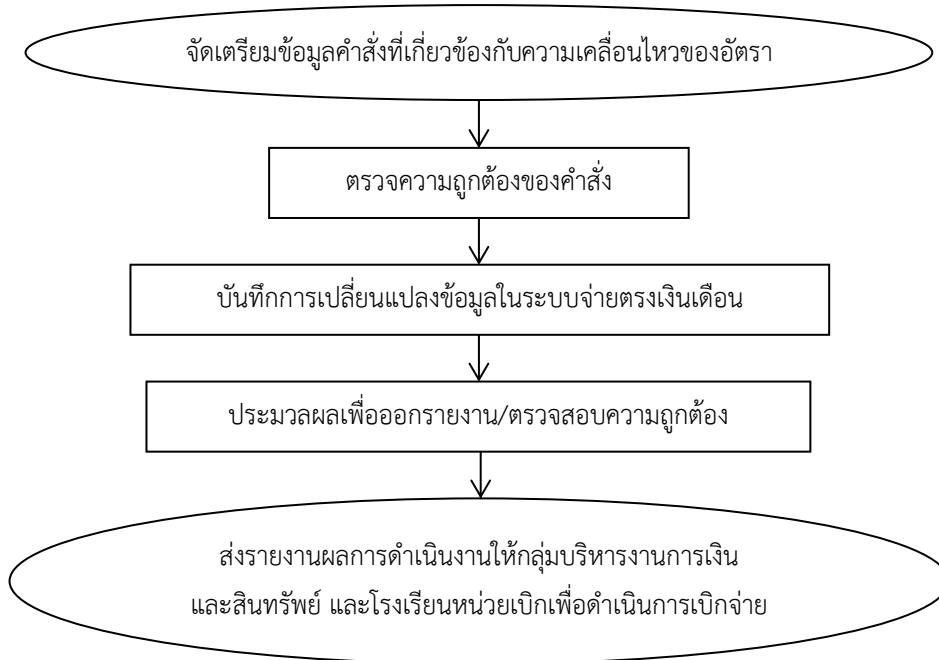 จัดเตรียมข้อมูลคำสั่งที่เกี่ยวข้องกับความเคลื่อนไหวของอัตรา
ตรวจความถูกต้องของคำสั่ง
บันทึกการเปลี่ยนแปลงข้อมูลในระบบจ่ายตรงเงินเดือน
ประมวลผลเพื่อออกรายงาน/ตรวจสอบความถูกต้อง
ส่งรายงานผลการดำเนินงานให้กลุ่มบริหารงานการเงิน
และสินทรัพย์ และโรงเรียนหน่วยเบิกเพื่อดำเนินการเบิกจ่าย